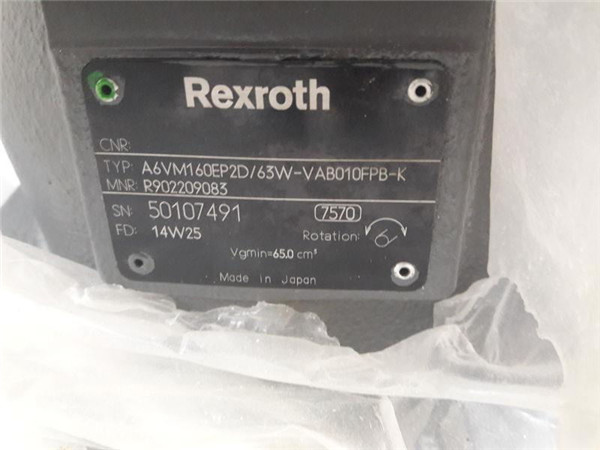 Rexroth
CNR:
TYP: A6VM160EP2D/63W-VAB010FPB-K
MNR: R902209083
SN: 50107491 7570
FD: 14W25 Rotation:
Vgmin=65.0 cm³
Made in Japan